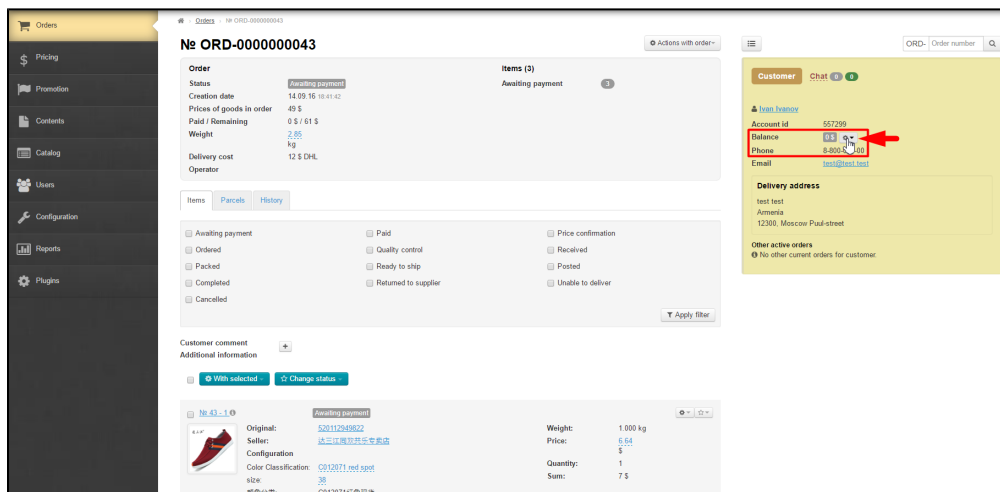 Orders
Pricing
Promotion
Contents
Catalog
Users
Configuration
Reports
Plugins
Orders › № ORD-0000000043
№ ORD-0000000043
Actions with order
Order
Status Awaiting payment
Creation date 14.09.16 18:41:42
Prices of goods in order 49 $
Paid / Remaining 0 $ / 61 $
Weight 2.85
kg
Delivery cost 12 $ DHL
Operator
Items (3)
Awaiting payment 3
Items Parcels History
Awaiting payment Paid Price confirmation
Ordered Quality control Received
Packed Ready to ship Posted
Completed Returned to supplier Unable to deliver
Cancelled
Apply filter
Customer comment +
Additional information
With selected Change status
№ 43 - 1 Awaiting payment
Original: 520112949822
Seller:
Configuration
Color Classification: C012071 red spot
size: 38
Weight: 1.000 kg
Price: 6.64
$
Quantity: 1
Sum: 7 $
ORD- Order number
Customer Chat 0 0
Ivan Ivanov
Account id 557299
Balance 0 $
Phone 8-800-
Email test@test.test
Delivery address
test test
Armenia
12300, Moscow Puul-street
Other active orders
No other current orders for customer.